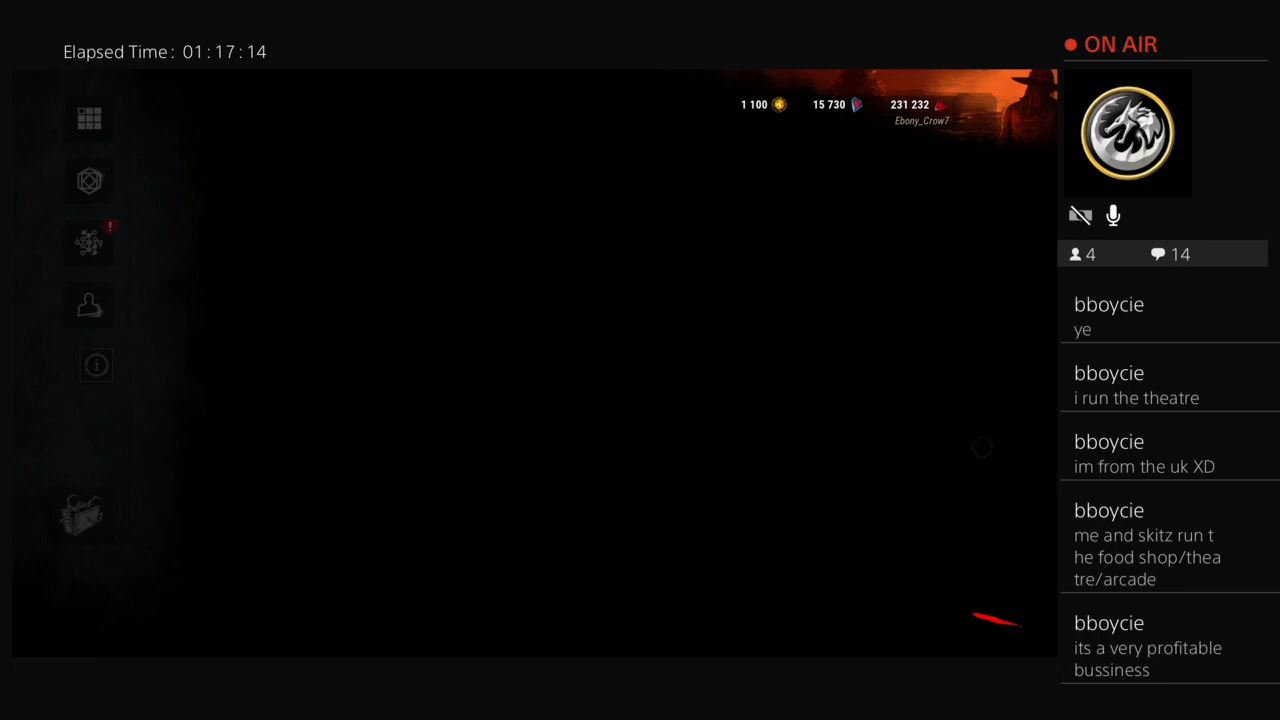 Elapsed Time: 01:17:14
ON AIR
1 100
15 730
231 232
Ebony_Crow7
!
4
14
bboycie
ye
bboycie
i run the theatre
bboycie
im from the uk XD
bboycie
me and skitz run t
he food shop/thea
tre/arcade
bboycie
its a very profitable
bussiness